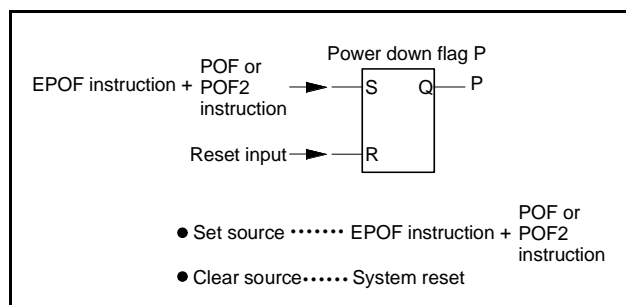 Power down flag P
EPOF instruction + POF or
POF2
instruction
S Q P
Reset input R
● Set source ······· EPOF instruction + POF or
POF2
instruction
● Clear source ······ System reset